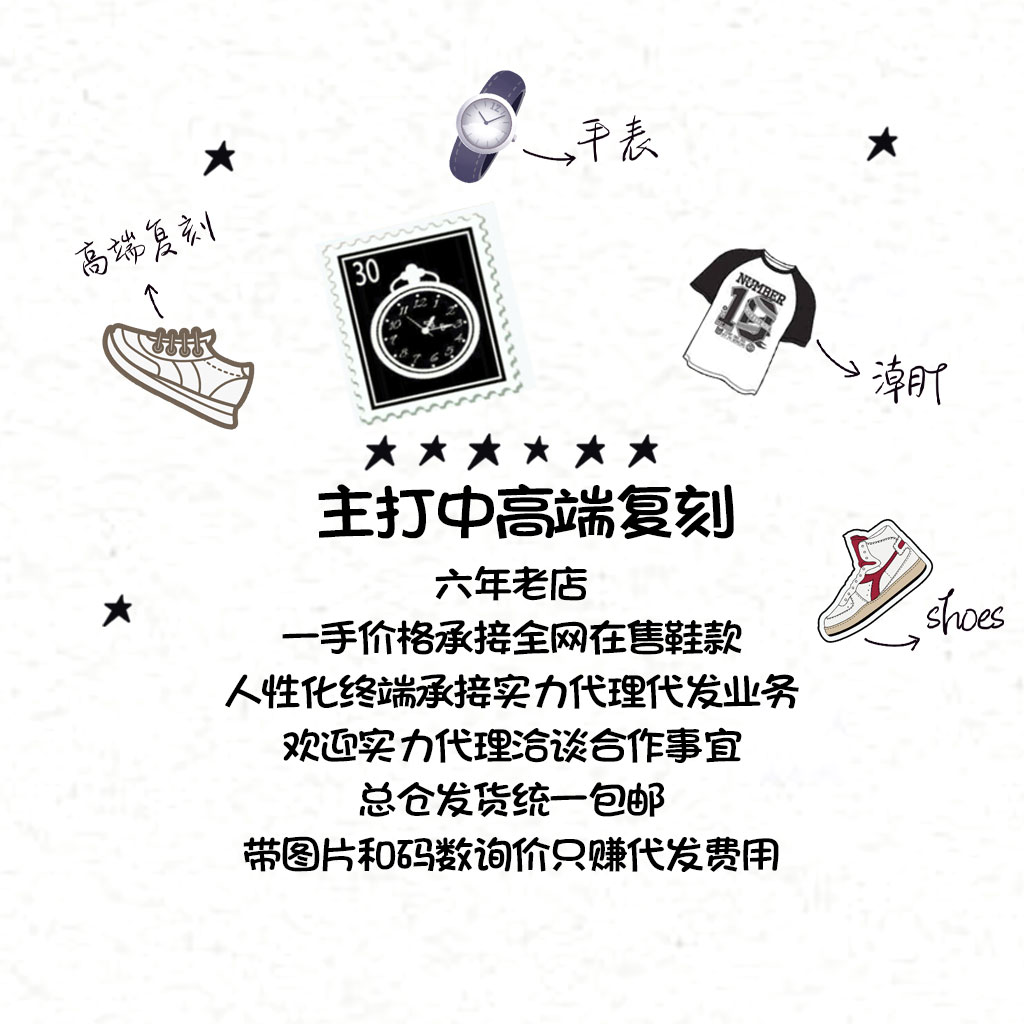 手表
高端复刻
30
NUMBER
潮服
shoes
主打中高端复刻
六年老店
一手价格承接全网在售鞋款
人性化终端承接实力代理代发业务
欢迎实力代理洽谈合作事宜
总仓发货统一包邮
带图片和码数询价只赚代发费用